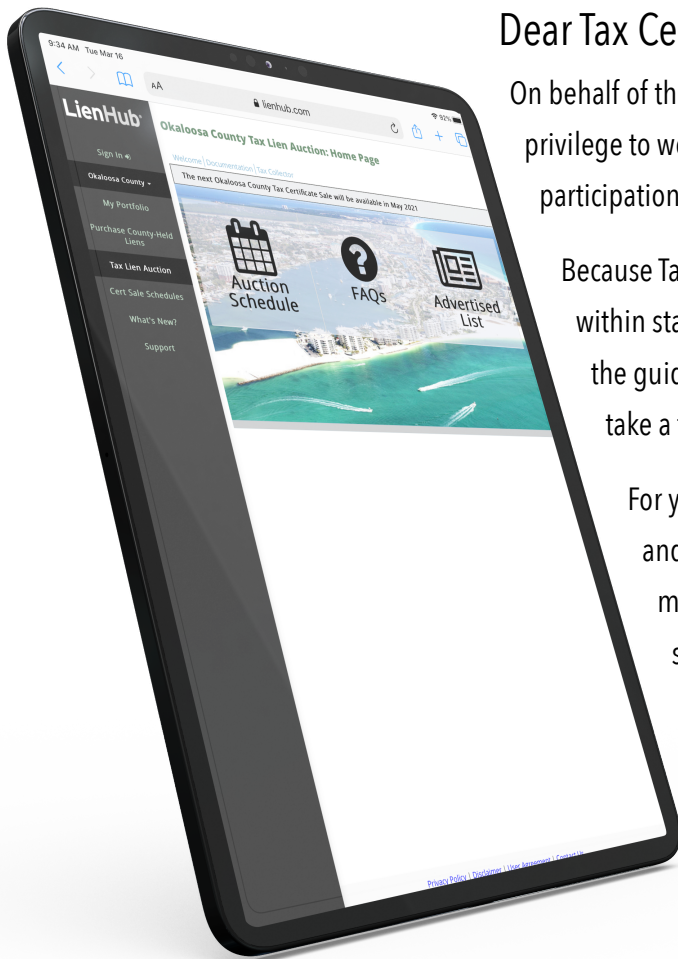 9:34 AM Tue Mar 16
AA
lienhub.com
92%
LienHub
Sign In
Okaloosa County
My Portfolio
Purchase County-Held
Liens
Tax Lien Auction
Cert Sale Schedules
What's New?
Support
Okaloosa County Tax Lien Auction: Home Page
Welcome | Documentation | Tax Collector
The next Okaloosa County Tax Certificate Sale will be available in May 2021
Auction
Schedule
FAQs
Advertised
List
Privacy Policy | Disclaimer | User Agreement | Contact Us
Dear Tax Ce
On behalf of th
privilege to we
participation
Because Ta
within sta
the guid
take a
For y
and
m
s